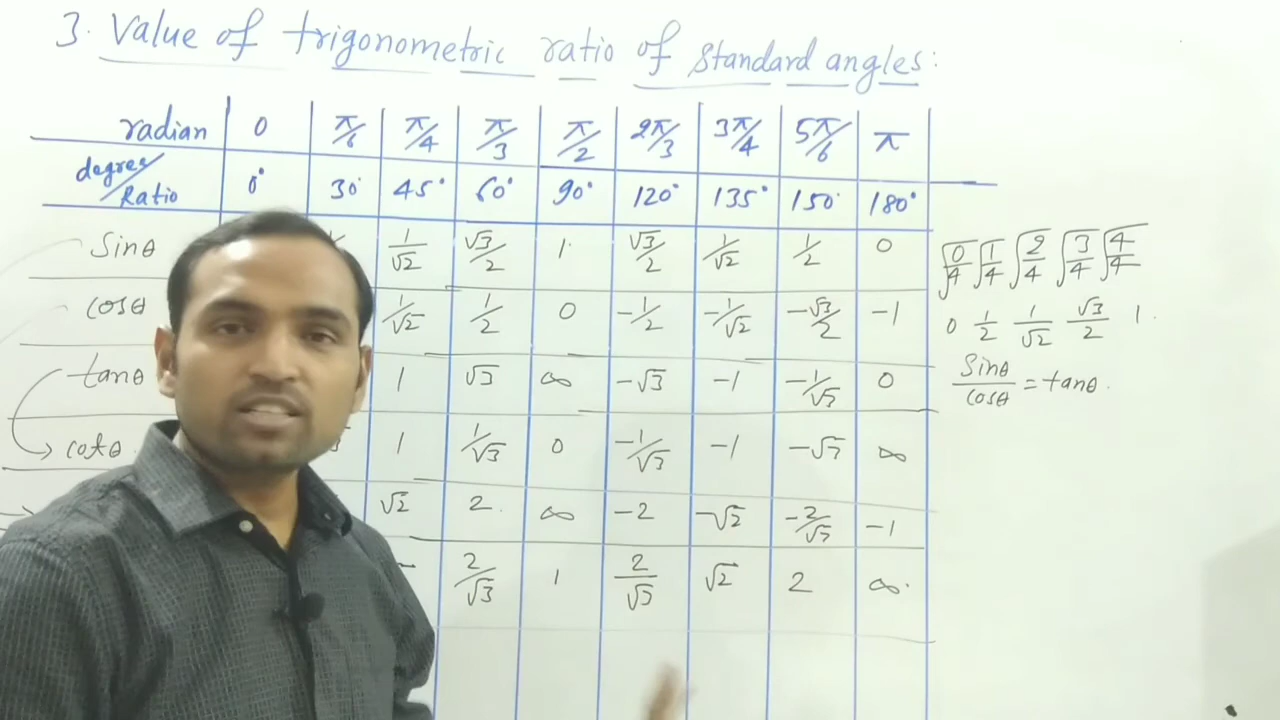 3. Value of trigonometric ratio of standard angles:
radian 0 π/6 π/4 π/3 π/2 2π/3 3π/4 5π/6 π
degree/Ratio 0° 30° 45° 60° 90° 120° 135° 150° 180°
Sinθ 1/√2 √3/2 1 √3/2 1/√2 1/2 0
cosθ 1/√2 1/2 0 -1/2 -1/√2 -√3/2 -1
tanθ 1 √3 ∞ -√3 -1 -1/√3 0
cotθ 1 1/√3 0 -1/√3 -1 -√3 ∞
√2 2 ∞ -2 -√2 -2/√3 -1
2/√3 1 2/√3 √2 2 ∞
√0/4 √1/4 √2/4 √3/4 √4/4
0 1/2 1/√2 √3/2 1
Sinθ/cosθ = tanθ.